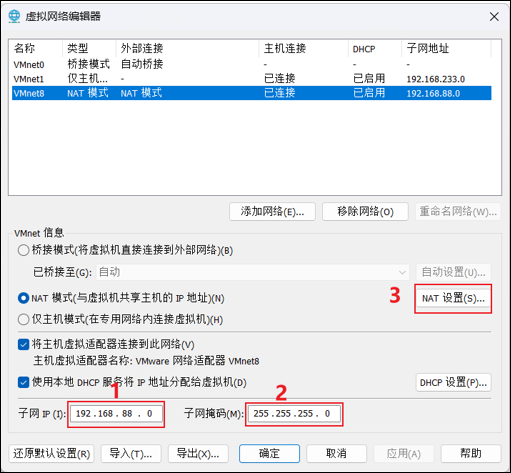 虚拟网络编辑器
名称 类型 外部连接 主机连接 DHCP 子网地址
VMnet0 桥接模式 自动桥接 - - -
VMnet1 仅主机... - 已连接 已启用 192.168.233.0
VMnet8 NAT 模式 NAT 模式 已连接 已启用 192.168.88.0
添加网络(E)... 移除网络(O) 重命名网络(W)...
VMnet 信息
桥接模式(将虚拟机直接连接到外部网络)(B)
已桥接至(G): 自动 自动设置(U)...
NAT 模式(与虚拟机共享主机的 IP 地址)(N) 3 NAT 设置(S)...
仅主机模式(在专用网络内连接虚拟机)(H)
将主机虚拟适配器连接到此网络(V)
主机虚拟适配器名称: VMware 网络适配器 VMnet8
使用本地 DHCP 服务将 IP 地址分配给虚拟机(D) DHCP 设置(P)...
1 2
子网 IP (I): 192.168.88.0 子网掩码(M): 255.255.255.0
还原默认设置(R) 导入(T)... 导出(X)... 确定 取消 应用(A) 帮助